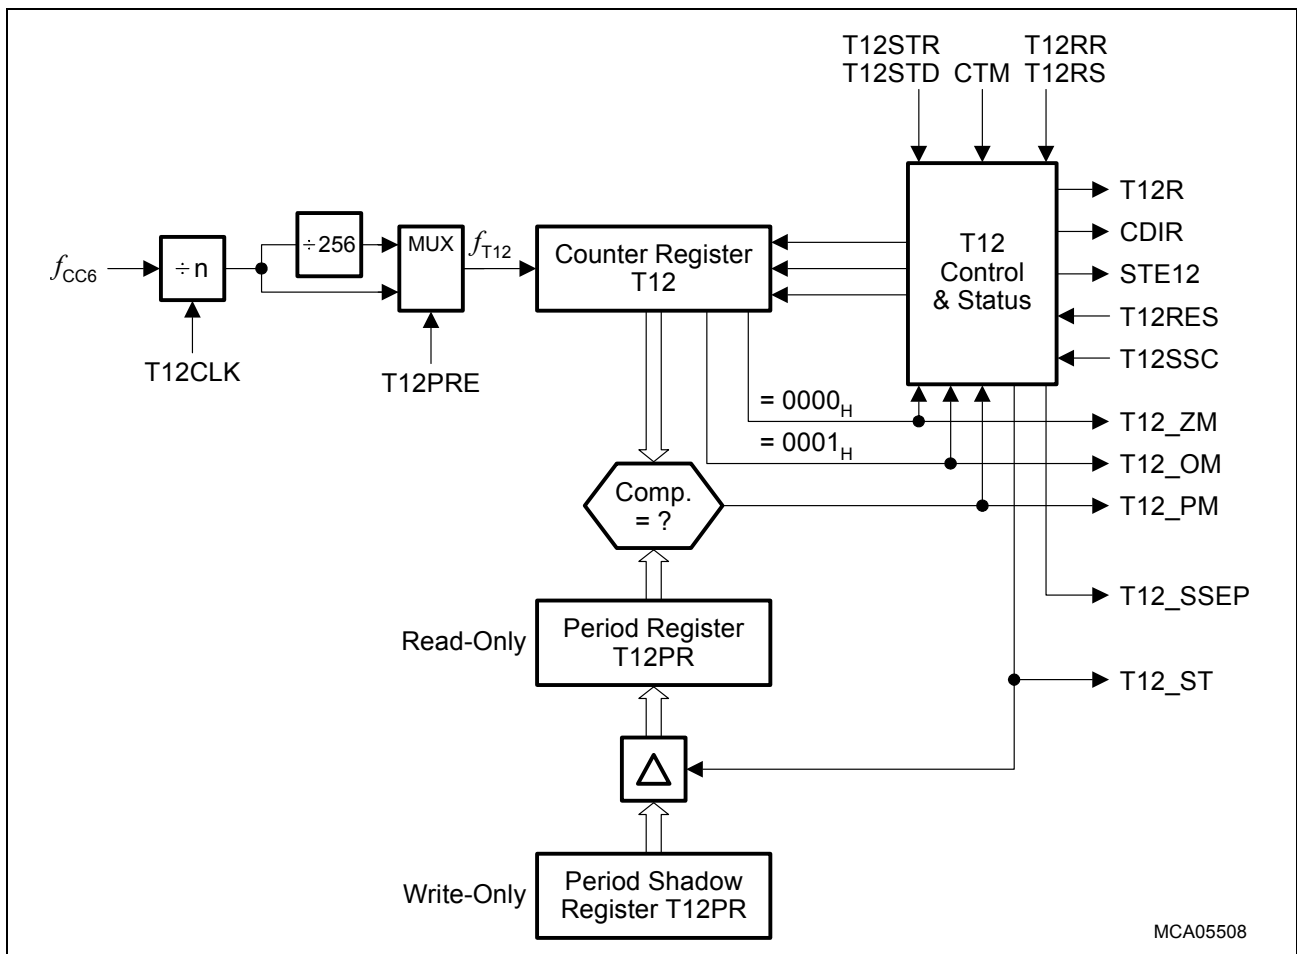 T12STR
T12STD
CTM
T12RR
T12RS
T12R
CDIR
STE12
T12RES
T12SSC
T12
Control
& Status
fCC6
÷ n
÷ 256
MUX
fT12
Counter Register
T12
T12CLK
T12PRE
= 0000H
T12_ZM
= 0001H
T12_OM
Comp.
= ?
T12_PM
T12_SSEP
Read-Only
Period Register
T12PR
T12_ST
Write-Only
Period Shadow
Register T12PR
MCA05508